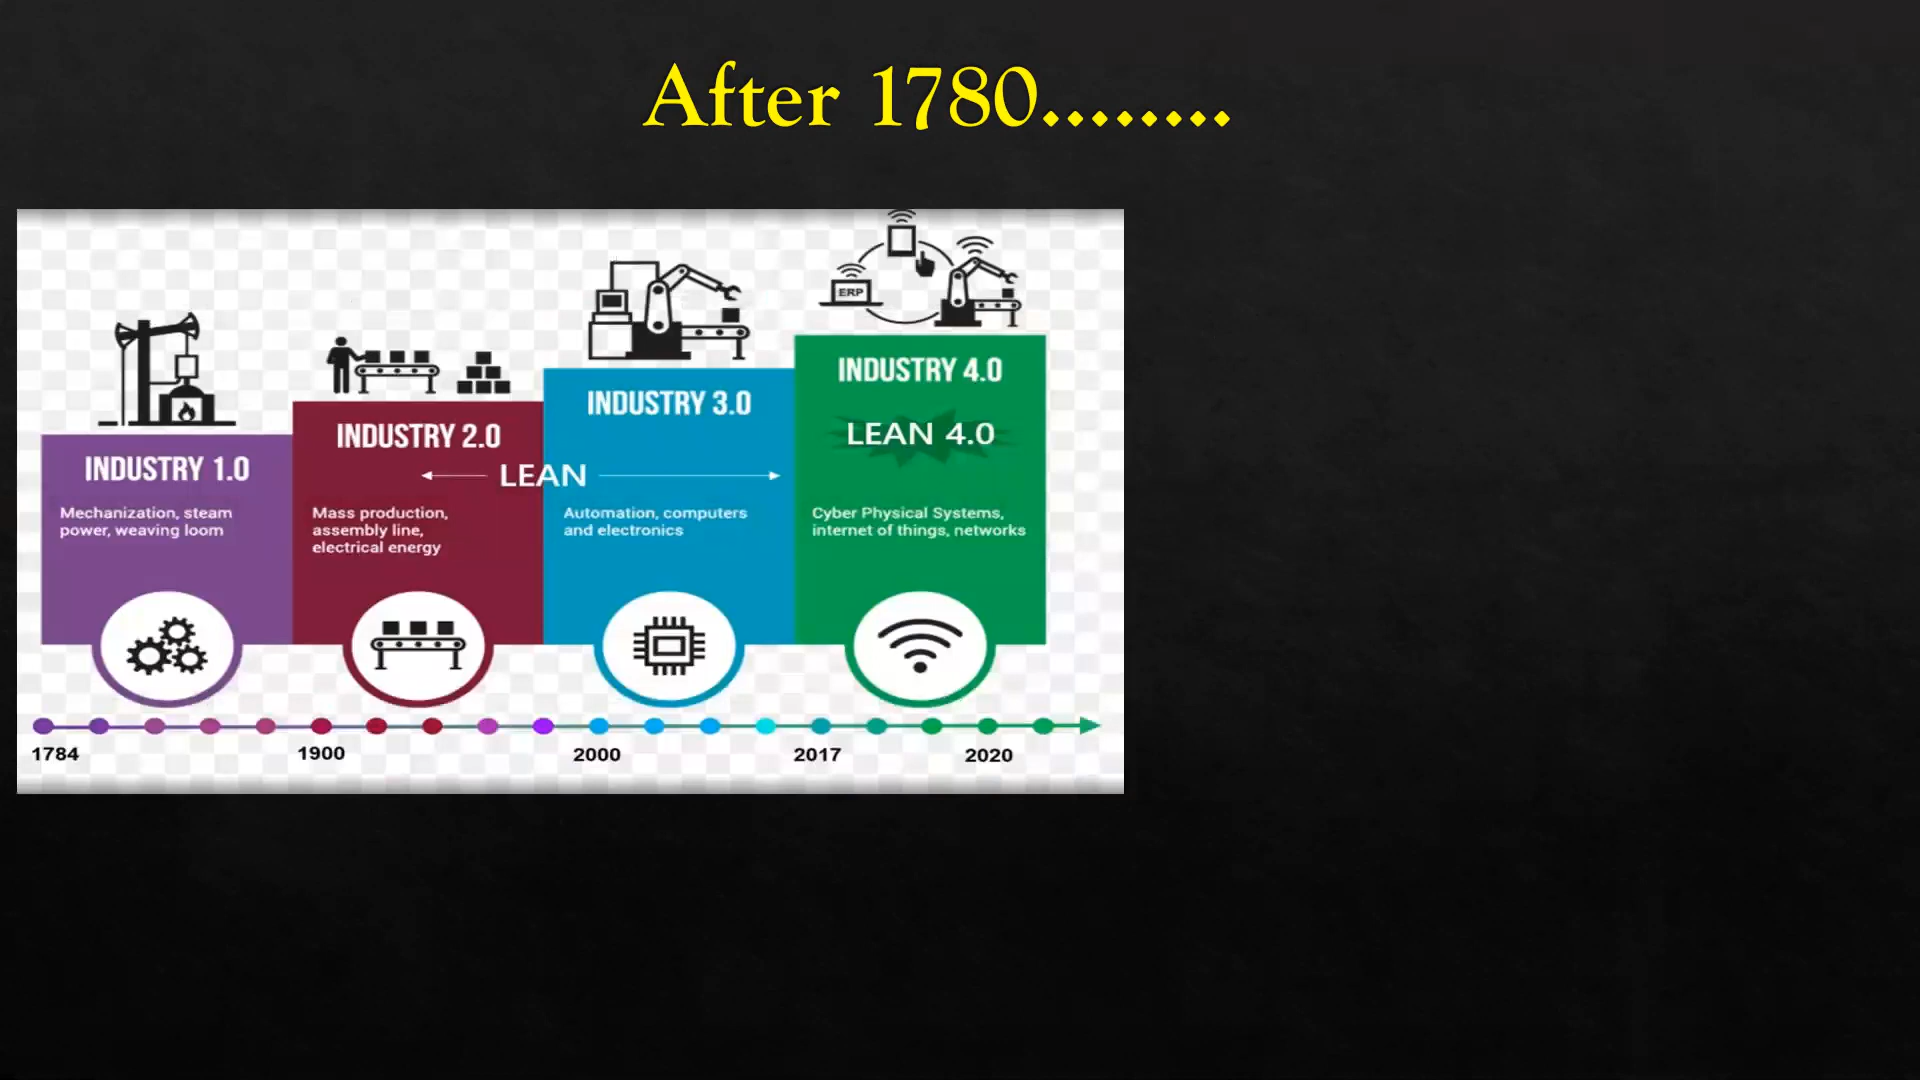 After 1780........
ERP
INDUSTRY 1.0
Mechanization, steam
power, weaving loom
INDUSTRY 2.0
LEAN
Mass production,
assembly line,
electrical energy
INDUSTRY 3.0
Automation, computers
and electronics
INDUSTRY 4.0
LEAN 4.0
Cyber Physical Systems,
internet of things, networks
1784
1900
2000
2017
2020